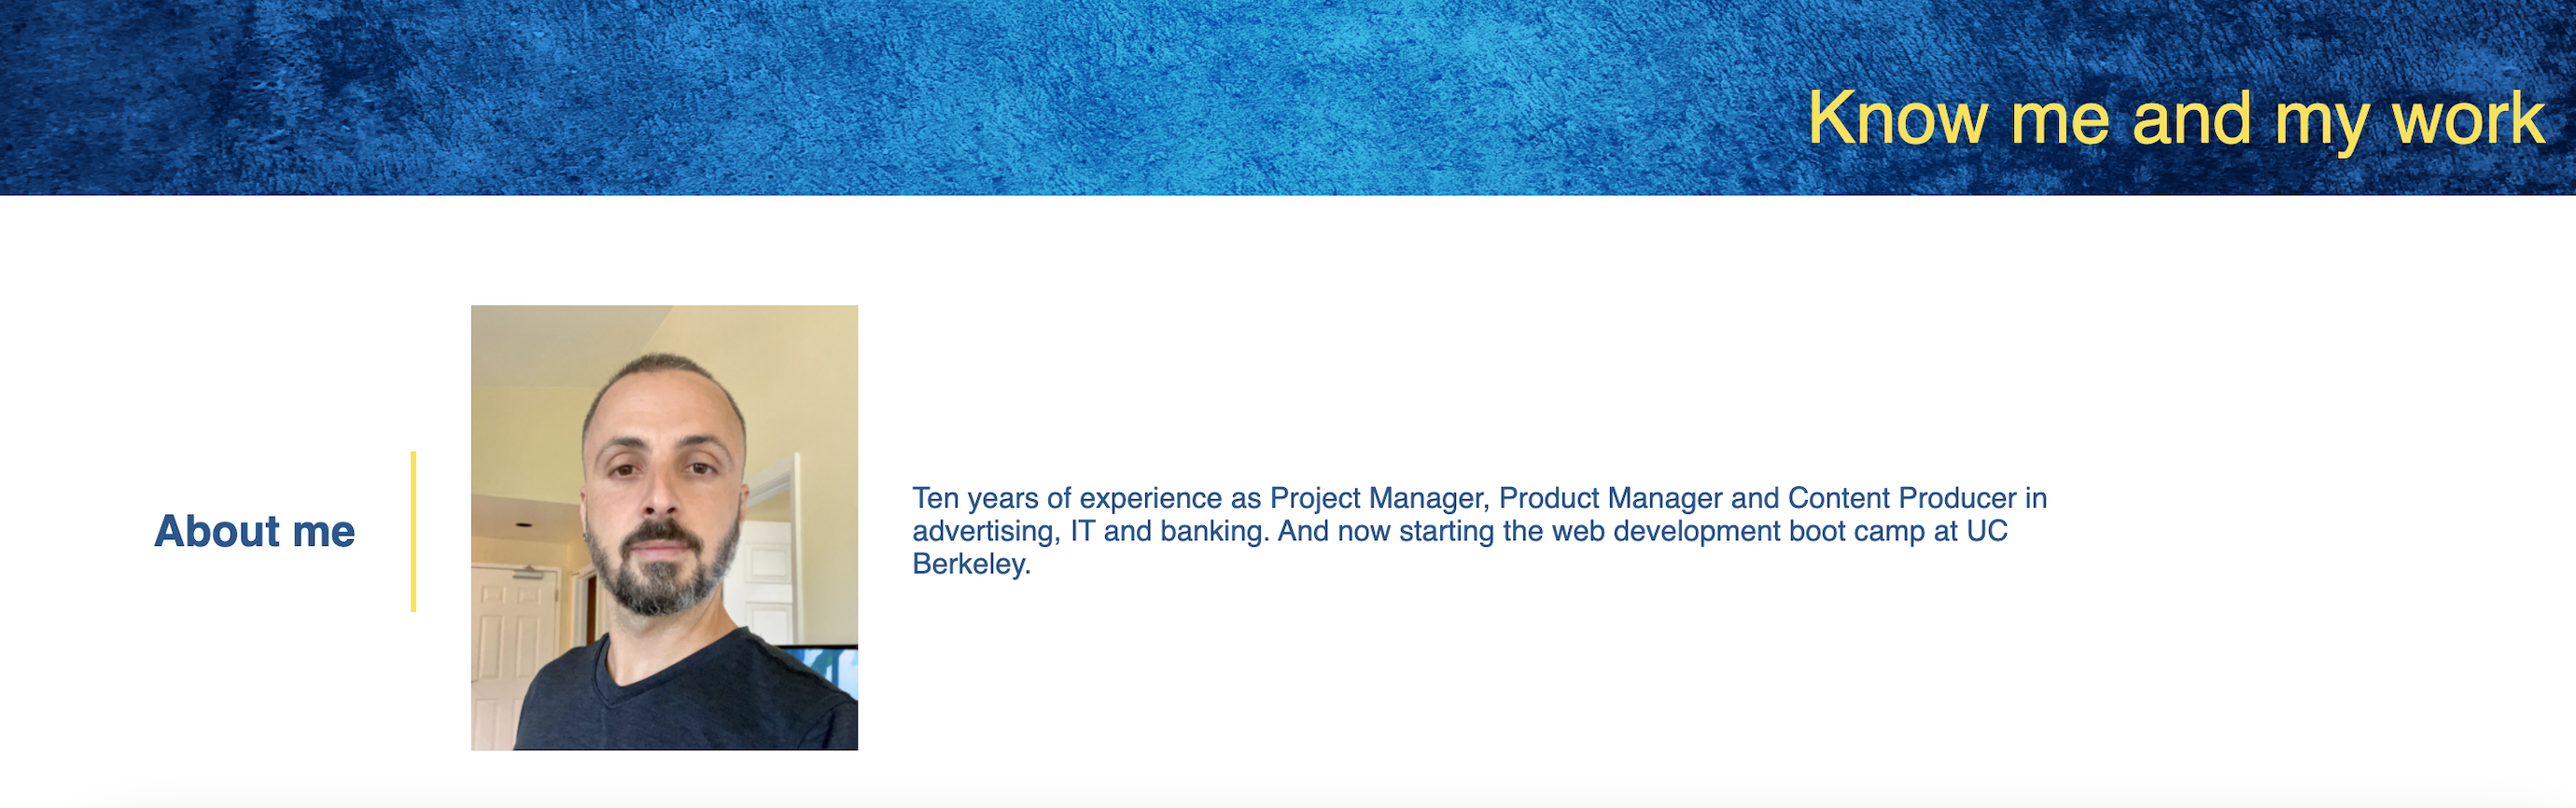 Know me and my work
About me
Ten years of experience as Project Manager, Product Manager and Content Producer in
advertising, IT and banking. And now starting the web development boot camp at UC
Berkeley.